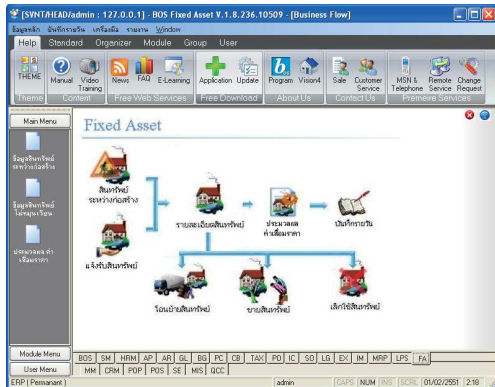 [SVNT/HEAD/admin : 127.0.0.1] - BOS Fixed Asset V.1.8.236.10509 - [Business Flow]
ข้อมูลหลัก บันทึกรายวัน เครื่องมือ รายงาน Window
Help Standard Organizer Module Group User
THEME Manual Video Training News FAQ E-Learning Application Update Program Vision4 Sale Customer Service MSN & Telephone Remote Service Change Request
Theme Content Free Web Services Free Download About Us Contact Us Premeire Services
Main Menu
ข้อมูลสินทรัพย์ระหว่างก่อสร้าง
ข้อมูลสินทรัพย์ไม่หมุนเวียน
ประมวลผล ค่าเสื่อมราคา
Fixed Asset
สินทรัพย์
ระหว่างก่อสร้าง
รายละเอียดสินทรัพย์
ประมวลผล
ค่าเสื่อมราคา
บันทึกรายวัน
แจ้งรับสินทรัพย์
โอนย้ายสินทรัพย์
ขายสินทรัพย์
เลิกใช้สินทรัพย์
Module Menu
BOS SM HRM AP AR GL BG PC CB TAX PO IC SO LG EX IM MRP LPS FA
User Menu
MM CRM POP POS SE MIS QCC
ERP ( Permanant ) admin CAPS NUM INS SCRL 01/02/2551 2:18